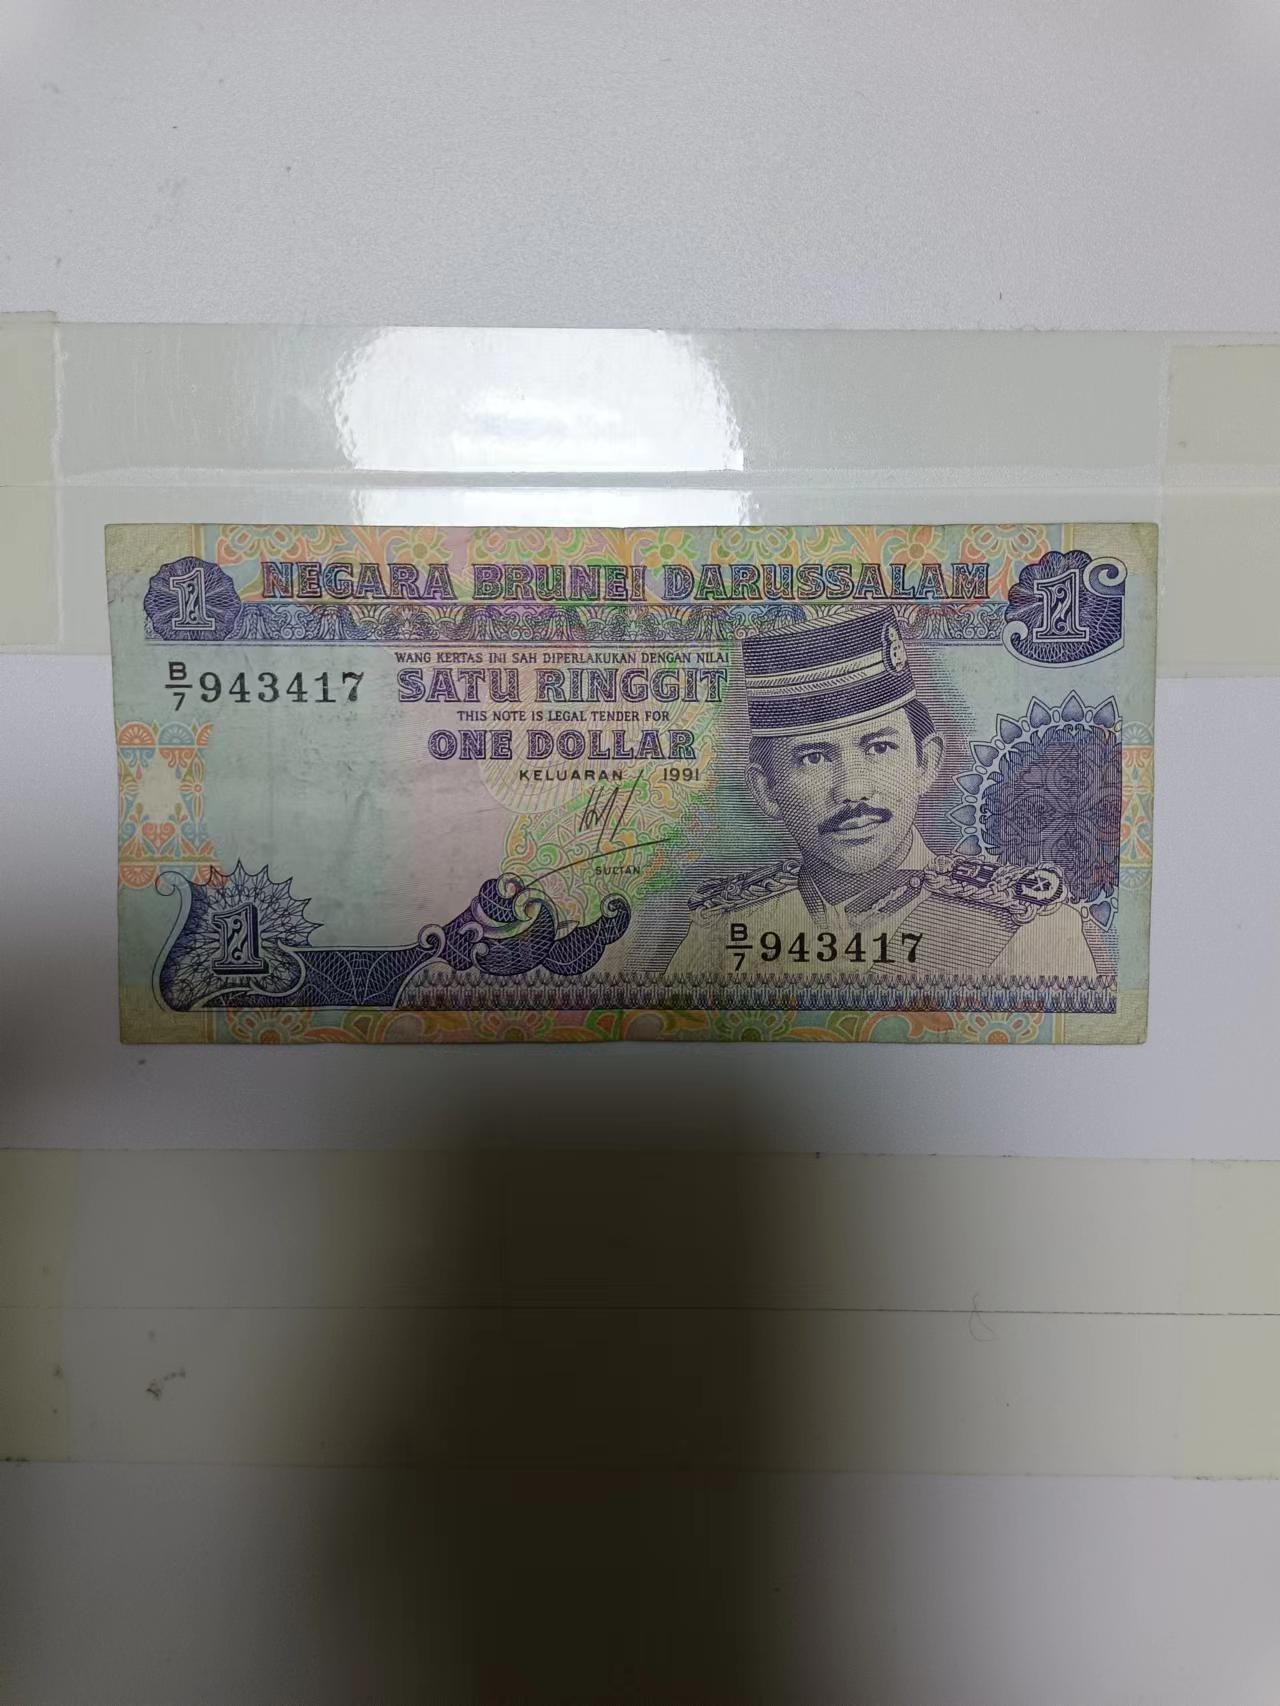 1 NEGARA BRUNEI DARUSSALAM 1
B/7 943417
WANG KERTAS INI SAH DIPERLAKUKAN DENGAN NILAI
SATU RINGGIT
THIS NOTE IS LEGAL TENDER FOR
ONE DOLLAR
KELUARAN 1991
SULTAN
1
B/7 943417